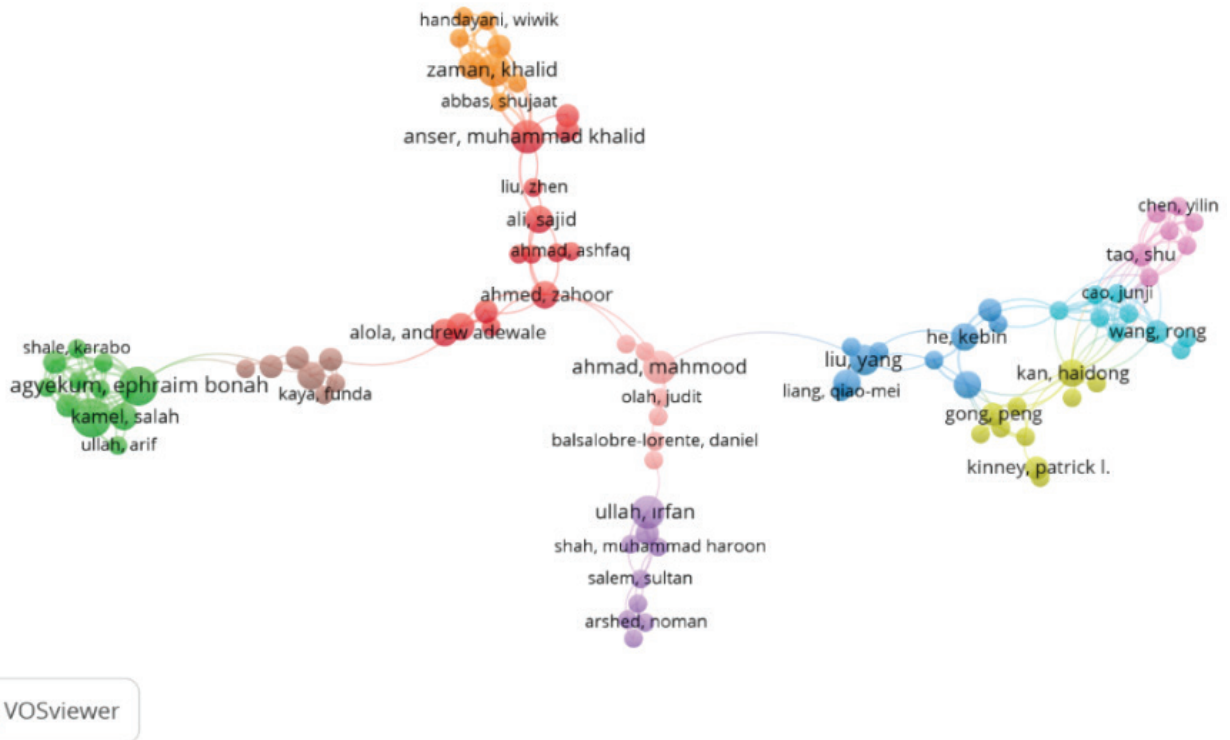 handayani, wiwik
zaman, khalid
abbas, shujaat
anser, muhammad khalid
liu, zhen
ali, sajid
ahmad, ashfaq
ahmed, zahoor
alola, andrew adewale
shale, karabo
agyekum, ephraim bonah
kaya, funda
kamel, salah
ullah, arif
ahmad, mahmood
olah, judit
balsalobre-lorente, daniel
ullah, irfan
shah, muhammad haroon
salem, sultan
arshed, noman
chen, yilin
tao, shu
cao, junji
wang, rong
he, kebin
liu, yang
liang, qiao-mei
kan, haidong
gong, peng
kinney, patrick l.
VOSviewer